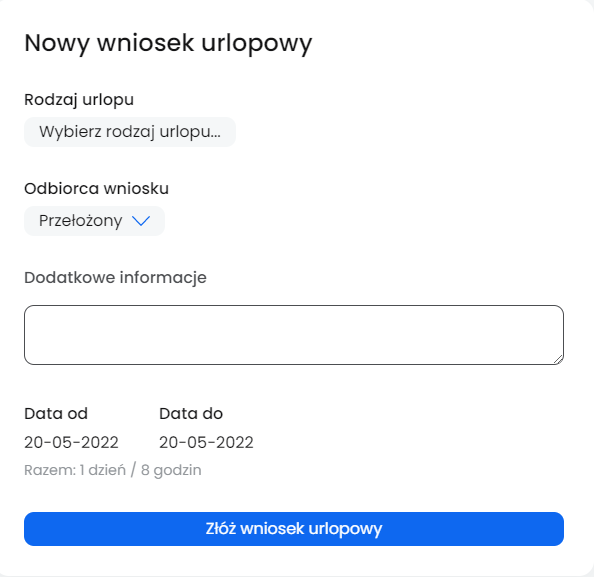 Nowy wniosek urlopowy
Rodzaj urlopu
Wybierz rodzaj urlopu...
Odbiorca wniosku
Przełożony
Dodatkowe informacje
Data od Data do
20-05-2022 20-05-2022
Razem: 1 dzień / 8 godzin
Złóż wniosek urlopowy